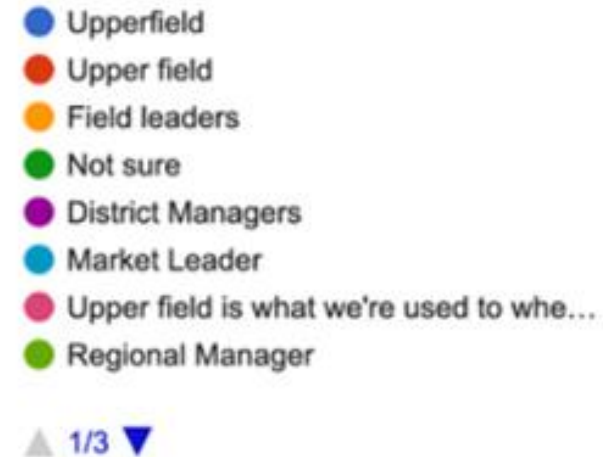 Upperfield
Upper field
Field leaders
Not sure
District Managers
Market Leader
Upper field is what we're used to whe...
Regional Manager
1/3